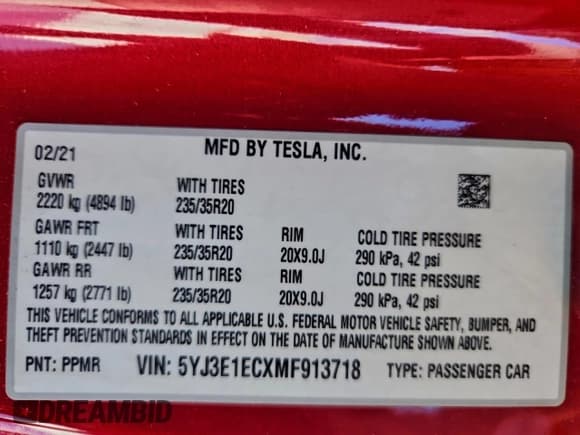 02/21 MFD BY TESLA, INC.
GVWR WITH TIRES
2220 kg (4894 lb) 235/35R20
GAWR FRT WITH TIRES RIM COLD TIRE PRESSURE
1110 kg (2447 lb) 235/35R20 20X9.0J 290 kPa, 42 psi
GAWR RR WITH TIRES RIM COLD TIRE PRESSURE
1257 kg (2771 lb) 235/35R20 20X9.0J 290 kPa, 42 psi
THIS VEHICLE CONFORMS TO ALL APPLICABLE U.S. FEDERAL MOTOR VEHICLE SAFETY, BUMPER, AND
THEFT PREVENTION STANDARDS IN EFFECT ON THE DATE OF MANUFACTURE SHOWN ABOVE.
PNT: PPMR VIN: 5YJ3E1ECXMF913718 TYPE: PASSENGER CAR
DREAMBID